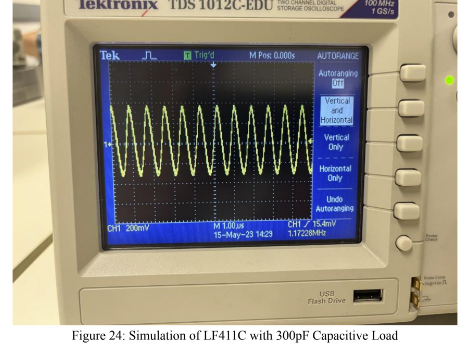 Tektronix TDS 1012C-EDU TWO CHANNEL DIGITAL STORAGE OSCILLOSCOPE 100 MHz 1 GS/s
Tek T Trig'd M Pos: 0.000s AUTORANGE
Autoranging
Off
Vertical
and
Horizontal
Vertical
Only
Horizontal
Only
Undo
Autoranging
CH1 200mV M 1.00µs CH1 15.4mV
15-May-23 14:29 1.17228MHz
USB
Flash Drive
Figure 24: Simulation of LF411C with 300pF Capacitive Load